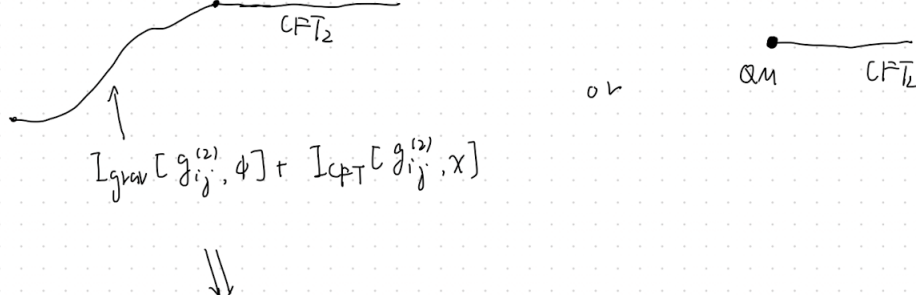 CFT₂
or
QM CFT₂
I_grav [ g_ij^(2), ϕ ] + I_CFT [ g_ij^(2), χ ]